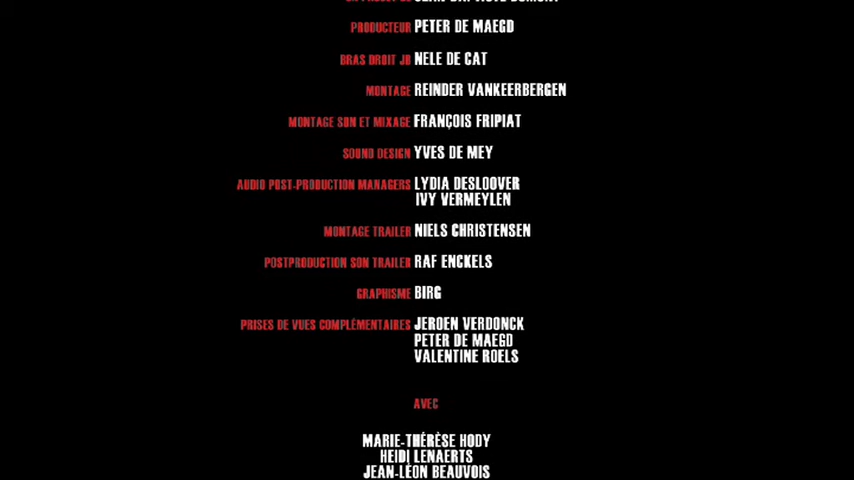 PRODUCTEUR PETER DE MAEGD
BRAS DROIT JB NELE DE CAT
MONTAGE REINDER VANKEERBERGEN
MONTAGE SON ET MIXAGE FRANÇOIS FRIPIAT
SOUND DESIGN YVES DE MEY
AUDIO POST-PRODUCTION MANAGERS LYDIA DESLOOVER
IVY VERMEYLEN
MONTAGE TRAILER NIELS CHRISTENSEN
POSTPRODUCTION SON TRAILER RAF ENCKELS
GRAPHISME BIRG
PRISES DE VUES COMPLÉMENTAIRES JEROEN VERDONCK
PETER DE MAEGD
VALENTINE ROELS
AVEC
MARIE-THÉRÈSE HODY
HEIDI LENAERTS
JEAN-LÉON BEAUVOIS